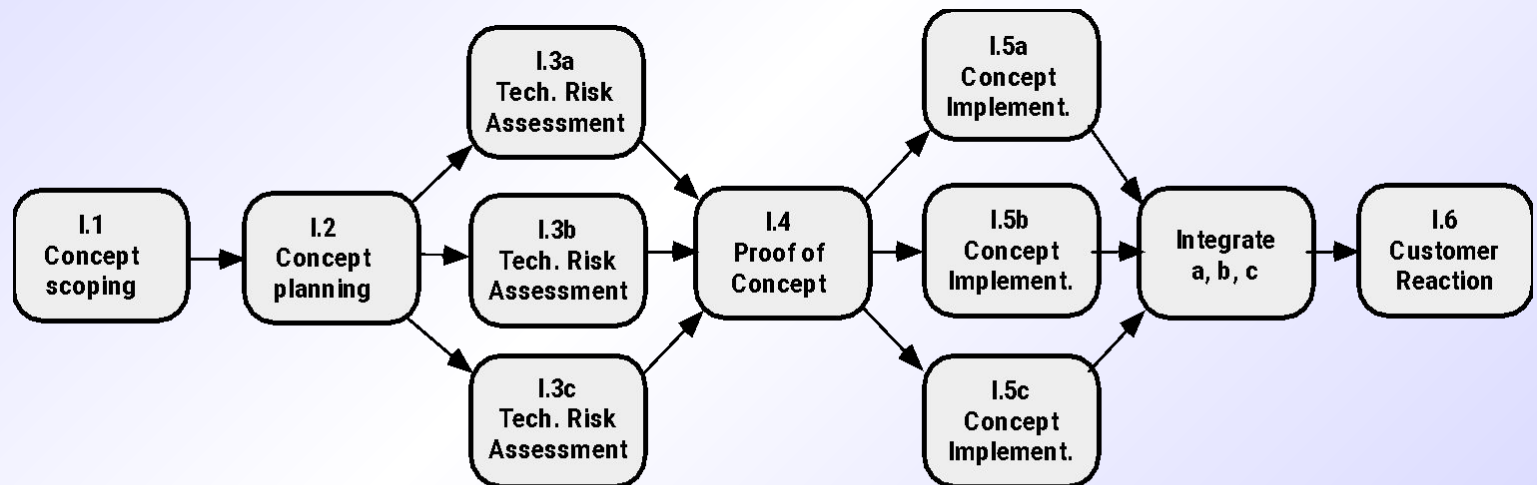 I.1
Concept
scoping
I.2
Concept
planning
I.3a
Tech. Risk
Assessment
I.3b
Tech. Risk
Assessment
I.3c
Tech. Risk
Assessment
I.4
Proof of
Concept
I.5a
Concept
Implement.
I.5b
Concept
Implement.
I.5c
Concept
Implement.
Integrate
a, b, c
I.6
Customer
Reaction